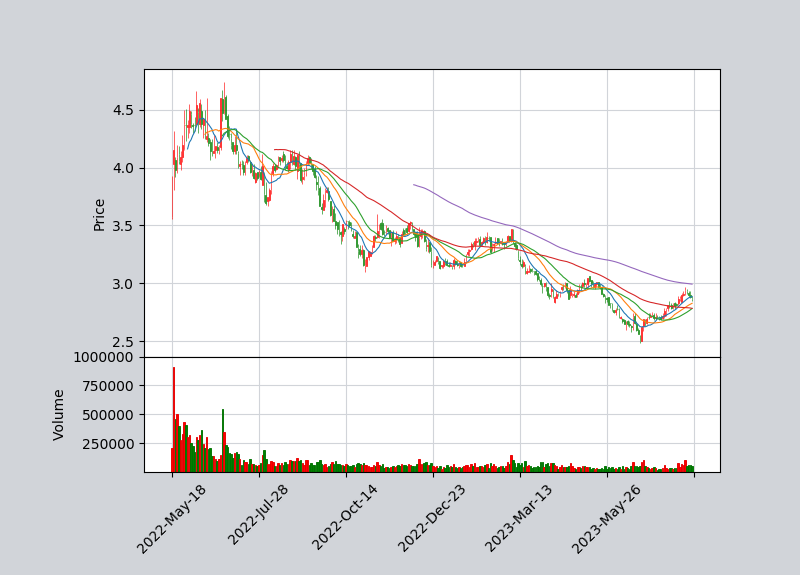 4.5
4.0
3.5
3.0
2.5
Price
1000000
750000
500000
250000
Volume
2022-May-18
2022-Jul-28
2022-Oct-14
2022-Dec-23
2023-Mar-13
2023-May-26